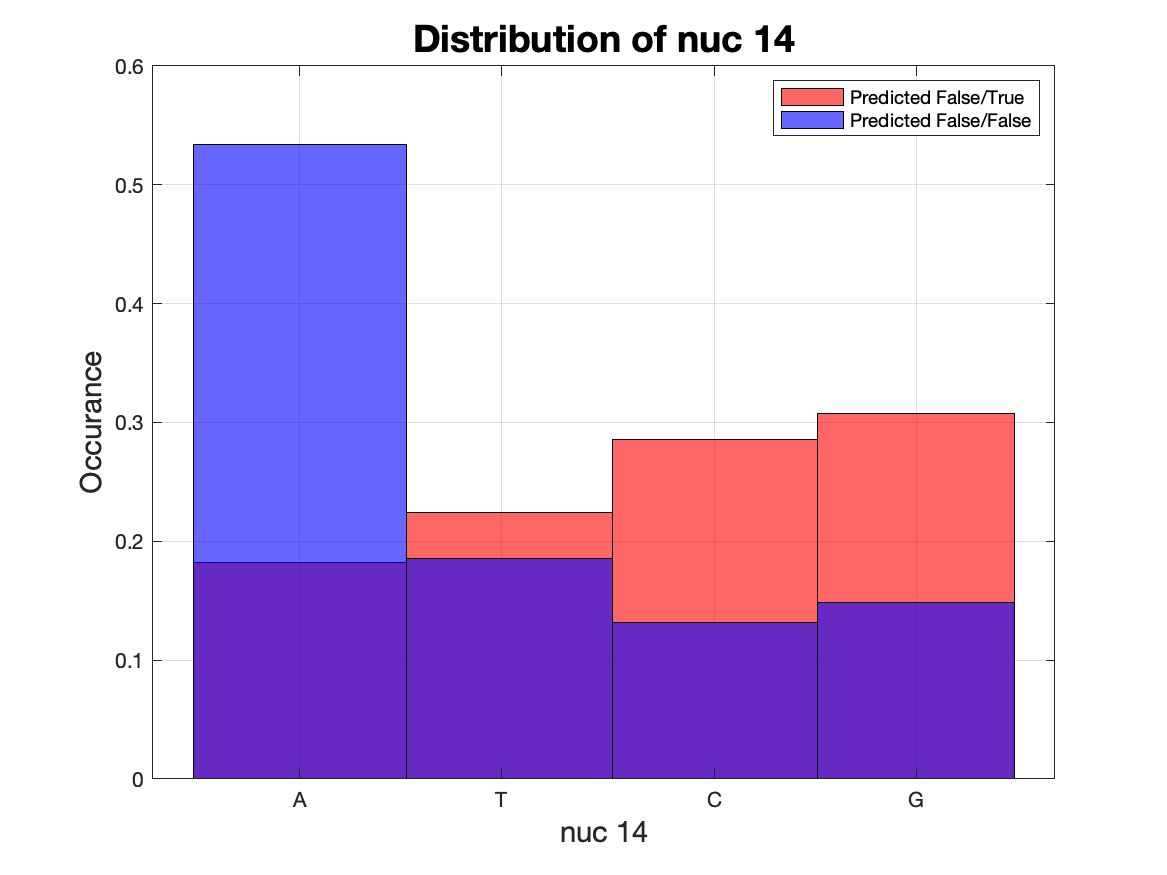 Distribution of nuc 14
Predicted False/True
Predicted False/False
0.6
0.5
0.4
0.3
0.2
0.1
0
Occurance
A T C G
nuc 14